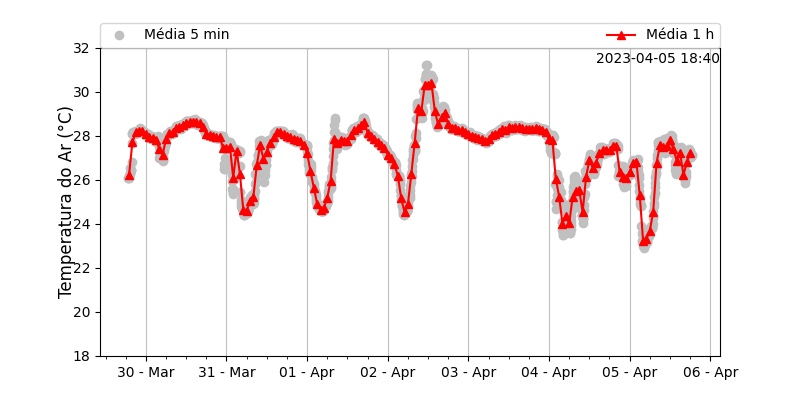 Média 5 min
Média 1 h
2023-04-05 18:40
Temperatura do Ar (°C)
32
30
28
26
24
22
20
18
30 - Mar
31 - Mar
01 - Apr
02 - Apr
03 - Apr
04 - Apr
05 - Apr
06 - Apr